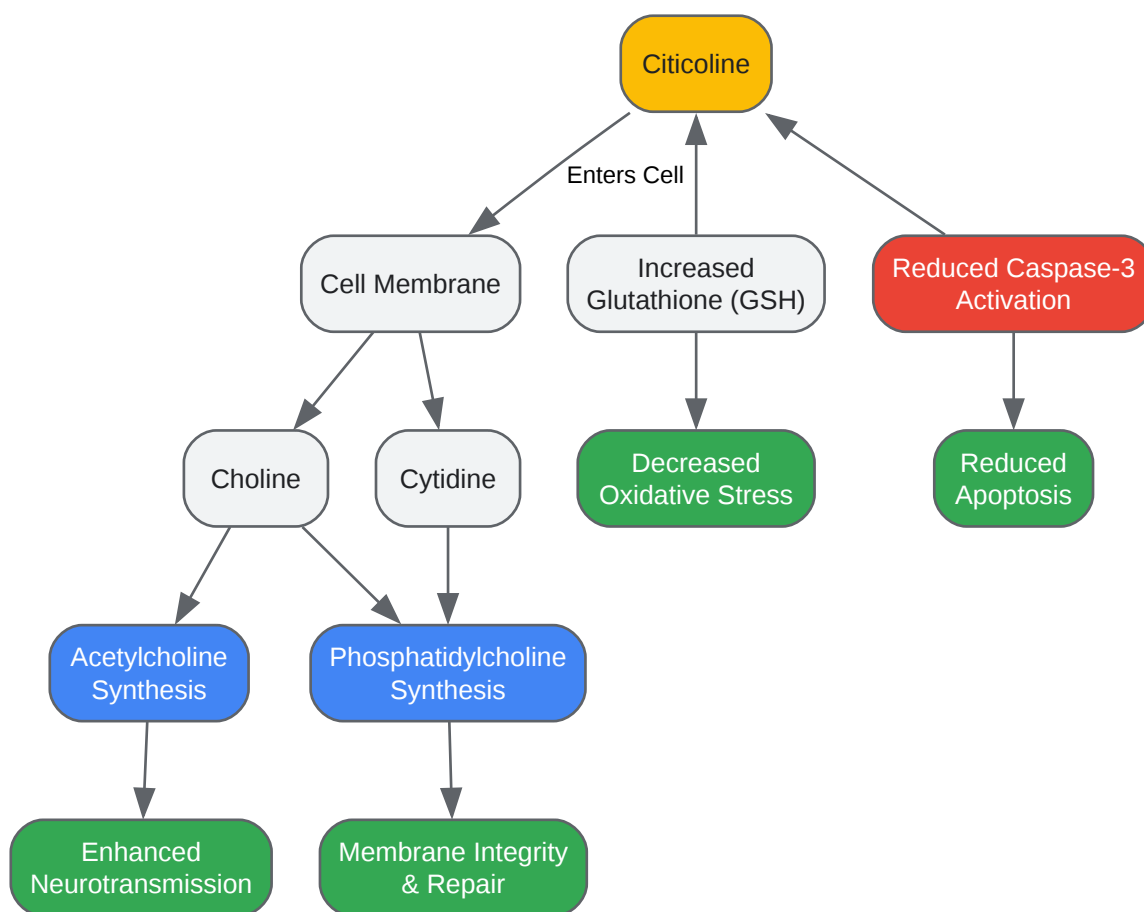 Citicoline
Enters Cell
Cell Membrane
Increased
Glutathione (GSH)
Reduced Caspase-3
Activation
Choline
Cytidine
Decreased
Oxidative Stress
Reduced
Apoptosis
Acetylcholine
Synthesis
Phosphatidylcholine
Synthesis
Enhanced
Neurotransmission
Membrane Integrity
& Repair